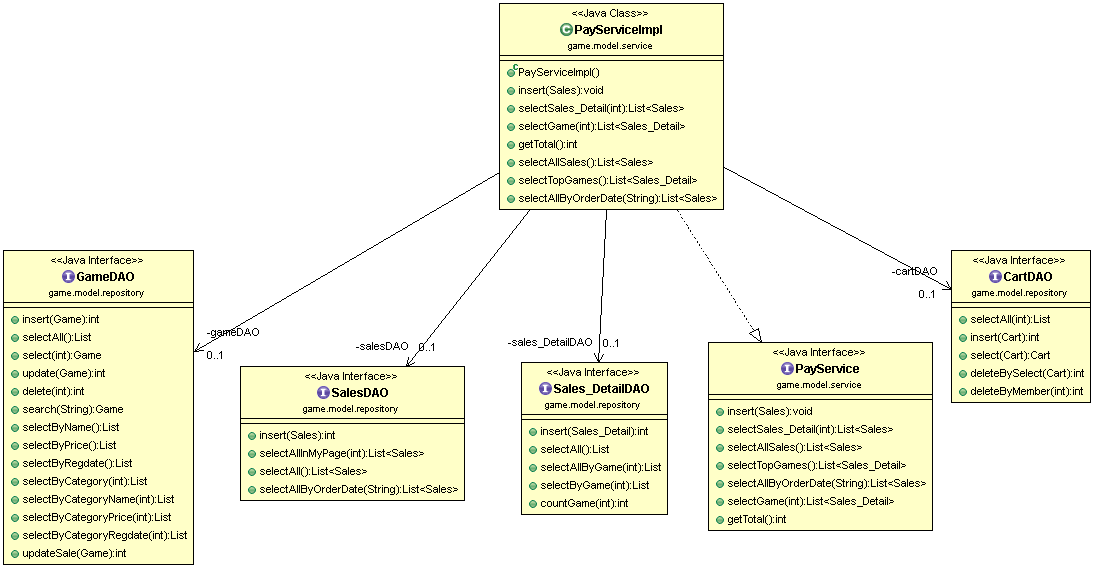 <<Java Class>>
PayServiceImpl
game.model.service
PayServiceImpl()
insert(Sales):void
selectSales_Detail(int):List<Sales>
selectGame(int):List<Sales_Detail>
getTotal():int
selectAllSales():List<Sales>
selectTopGames():List<Sales_Detail>
selectAllByOrderDate(String):List<Sales>
-gameDAO
0..1
-salesDAO
0..1
-sales_DetailDAO
0..1
-cartDAO
0..1
<<Java Interface>>
GameDAO
game.model.repository
insert(Game):int
selectAll():List
select(int):Game
update(Game):int
delete(int):int
search(String):Game
selectByName():List
selectByPrice():List
selectByRegdate():List
selectByCategory(int):List
selectByCategoryName(int):List
selectByCategoryPrice(int):List
selectByCategoryRegdate(int):List
updateSale(Game):int
<<Java Interface>>
SalesDAO
game.model.repository
insert(Sales):int
selectAllInMyPage(int):List<Sales>
selectAll():List<Sales>
selectAllByOrderDate(String):List<Sales>
<<Java Interface>>
Sales_DetailDAO
game.model.repository
insert(Sales_Detail):int
selectAll():List
selectAllByGame(int):List
selectByGame(int):List
countGame(int):int
<<Java Interface>>
PayService
game.model.service
insert(Sales):void
selectSales_Detail(int):List<Sales>
selectAllSales():List<Sales>
selectTopGames():List<Sales_Detail>
selectAllByOrderDate(String):List<Sales>
selectGame(int):List<Sales_Detail>
getTotal():int
<<Java Interface>>
CartDAO
game.model.repository
selectAll(int):List
insert(Cart):int
select(Cart):Cart
deleteBySelect(Cart):int
deleteByMember(int):int